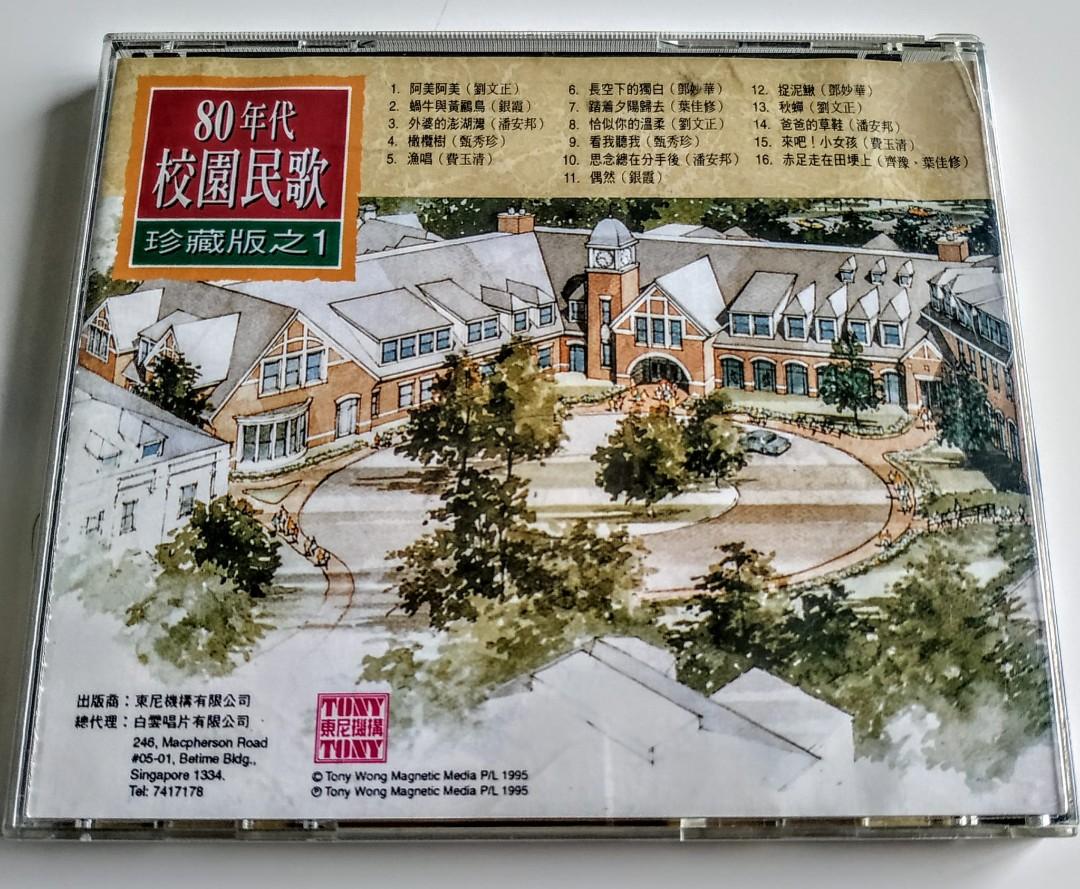 80年代
校園民歌
珍藏版之1
1. 阿美阿美（劉文正）
2. 蝸牛與黃鸝鳥（銀霞）
3. 外婆的澎湖灣（潘安邦）
4. 橄欖樹（甄秀珍）
5. 漁唱（費玉清）
6. 長空下的獨白（鄧妙華）
7. 踏着夕陽歸去（葉佳修）
8. 恰似你的溫柔（劉文正）
9. 看我聽我（甄秀珍）
10. 思念總在分手後（潘安邦）
11. 偶然（銀霞）
12. 捉泥鰍（鄧妙華）
13. 秋蟬（劉文正）
14. 爸爸的草鞋（潘安邦）
15. 來吧！小女孩（費玉清）
16. 赤足走在田埂上（齊豫、葉佳修）
出版商：東尼機構有限公司
總代理：白雲唱片有限公司
246, Macpherson Road
#05-01, Betime Bldg.,
Singapore 1334.
Tel: 7417178
TONY
東尼機構
TONY
© Tony Wong Magnetic Media P/L 1995
℗ Tony Wong Magnetic Media P/L 1995